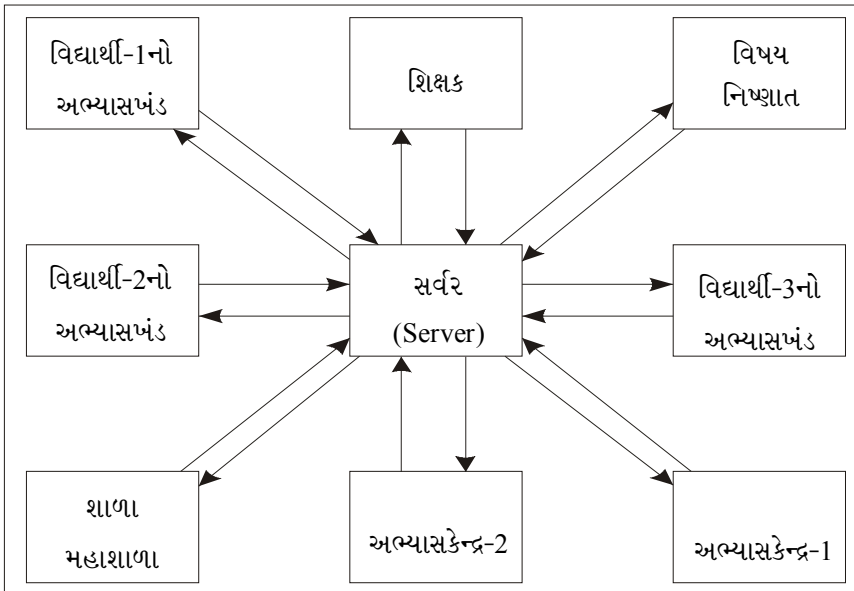 વિદ્યાર્થી-1નો
અભ્યાસખંડ
શિક્ષક
વિષય
નિષ્ણાત
વિદ્યાર્થી-2નો
અભ્યાસખંડ
સર્વર
(Server)
વિદ્યાર્થી-3નો
અભ્યાસખંડ
શાળા
મહાશાળા
અભ્યાસકેન્દ્ર-2
અભ્યાસકેન્દ્ર-1